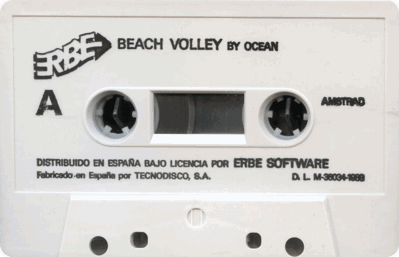 ERBE BEACH VOLLEY BY OCEAN
A
AMSTRAD
DISTRIBUIDO EN ESPAÑA BAJO LICENCIA POR ERBE SOFTWARE
Fabricado en España por TECNODISCO, S.A. D. L. M-36034-1989